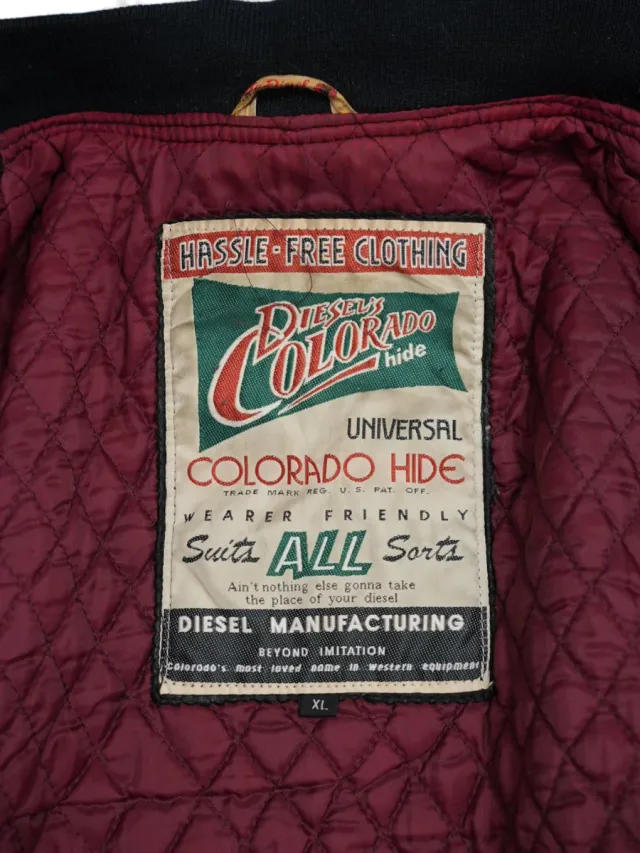 HASSLE-FREE CLOTHING
DIESEL'S
COLORADO
hide
UNIVERSAL
COLORADO HIDE
TRADE MARK REG. U.S. PAT. OFF.
WEARER FRIENDLY
Suits ALL Sorts
Ain't nothing else gonna take
the place of your diesel
DIESEL MANUFACTURING
BEYOND IMITATION
Colorado's most loved name in western equipment
XL